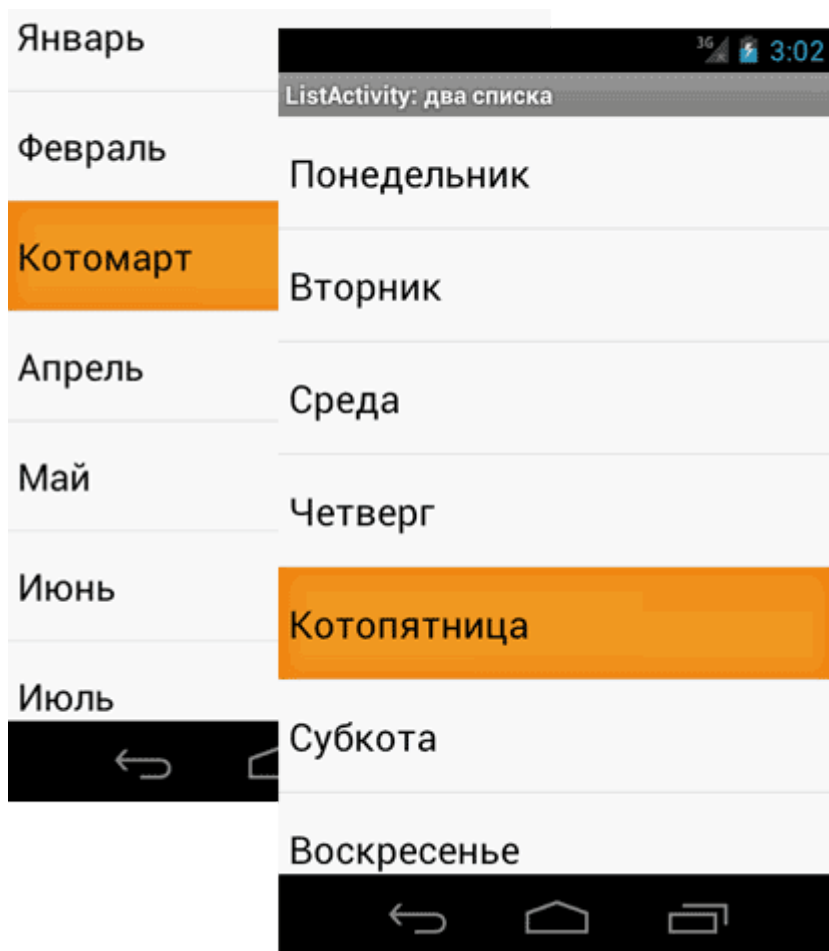 Январь
Февраль
Котомарт
Апрель
Май
Июнь
Июль
3G 3:02
ListActivity: два списка
Понедельник
Вторник
Среда
Четверг
Котопятница
Субкота
Воскресенье